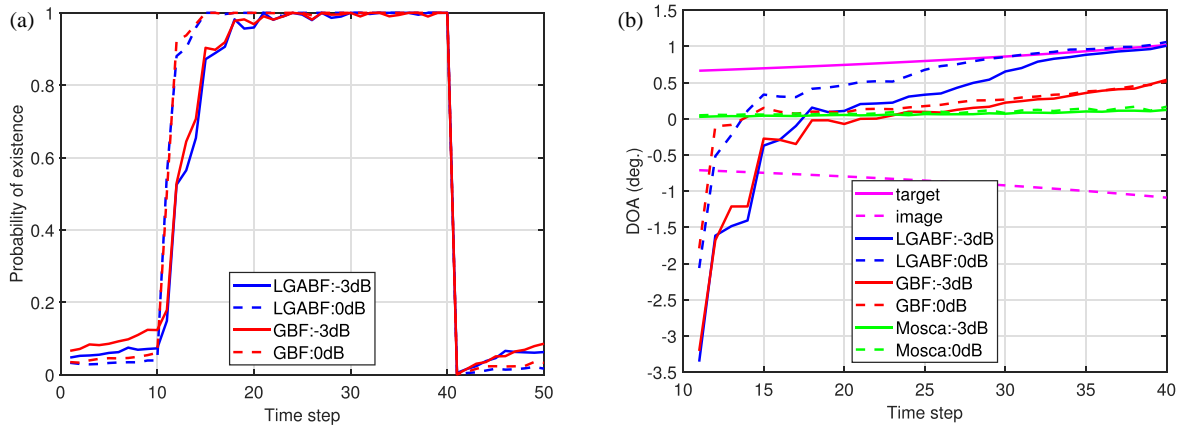 (a)
Probability of existence
1
0.8
0.6
0.4
0.2
0
0
10
20
30
40
50
Time step
LGABF:-3dB
LGABF:0dB
GBF:-3dB
GBF:0dB
(b)
DOA (deg.)
1.5
1
0.5
0
-0.5
-1
-1.5
-2
-2.5
-3
-3.5
10
15
20
25
30
35
40
Time step
target
image
LGABF:-3dB
LGABF:0dB
GBF:-3dB
GBF:0dB
Mosca:-3dB
Mosca:0dB